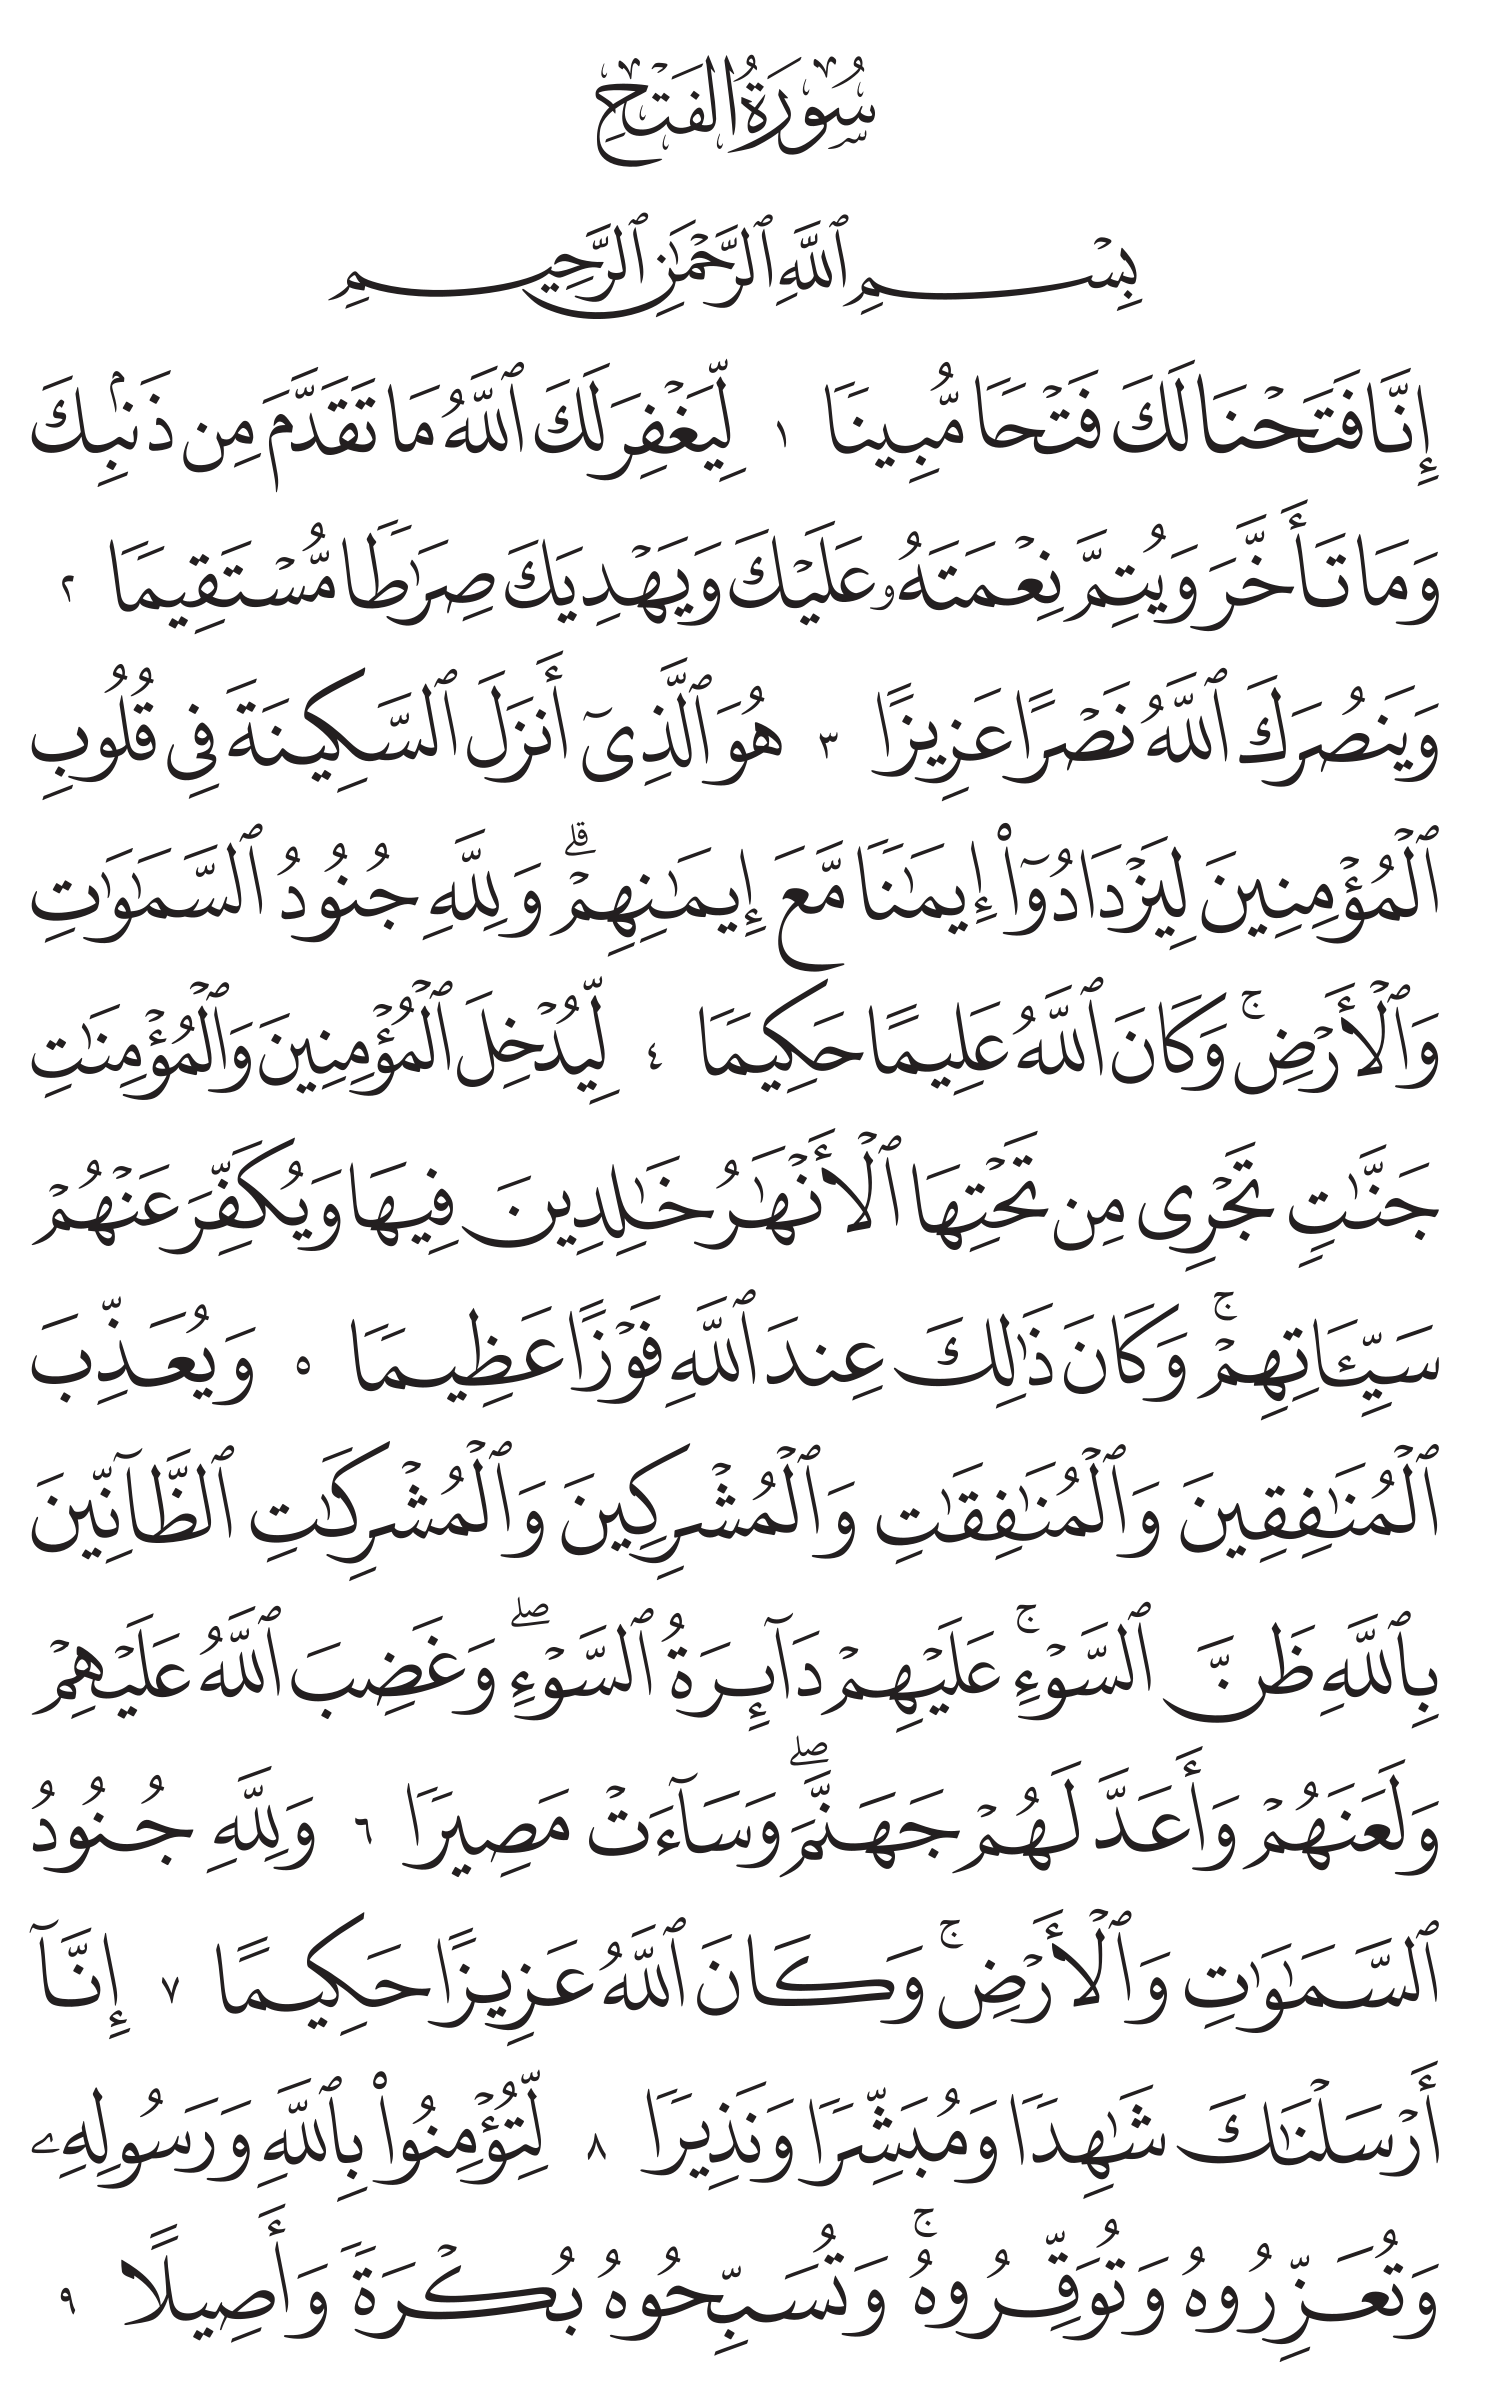 سُورَةُ الفَتْحِ
بِسْمِ ٱللَّهِ ٱلرَّحْمَٰنِ ٱلرَّحِيمِ
إِنَّا فَتَحْنَا لَكَ فَتْحًا مُّبِينًا ١ لِّيَغْفِرَ لَكَ ٱللَّهُ مَا تَقَدَّمَ مِن ذَنۢبِكَ
وَمَا تَأَخَّرَ وَيُتِمَّ نِعْمَتَهُۥ عَلَيْكَ وَيَهْدِيَكَ صِرَٰطًا مُّسْتَقِيمًا ٢
وَيَنصُرَكَ ٱللَّهُ نَصْرًا عَزِيزًا ٣ هُوَ ٱلَّذِىٓ أَنزَلَ ٱلسَّكِينَةَ فِى قُلُوبِ
ٱلْمُؤْمِنِينَ لِيَزْدَادُوٓا۟ إِيمَٰنًا مَّعَ إِيمَٰنِهِمْ ۗ وَلِلَّهِ جُنُودُ ٱلسَّمَٰوَٰتِ
وَٱلْأَرْضِ ۚ وَكَانَ ٱللَّهُ عَلِيمًا حَكِيمًا ٤ لِّيُدْخِلَ ٱلْمُؤْمِنِينَ وَٱلْمُؤْمِنَٰتِ
جَنَّٰتٍ تَجْرِى مِن تَحْتِهَا ٱلْأَنْهَٰرُ خَٰلِدِينَ فِيهَا وَيُكَفِّرَ عَنْهُمْ
سَيِّـَٔاتِهِمْ ۚ وَكَانَ ذَٰلِكَ عِندَ ٱللَّهِ فَوْزًا عَظِيمًا ٥ وَيُعَذِّبَ
ٱلْمُنَٰفِقِينَ وَٱلْمُنَٰفِقَٰتِ وَٱلْمُشْرِكِينَ وَٱلْمُشْرِكَٰتِ ٱلظَّآنِّينَ
بِٱللَّهِ ظَنَّ ٱلسَّوْءِ ۚ عَلَيْهِمْ دَآئِرَةُ ٱلسَّوْءِ ۖ وَغَضِبَ ٱللَّهُ عَلَيْهِمْ
وَلَعَنَهُمْ وَأَعَدَّ لَهُمْ جَهَنَّمَ ۖ وَسَآءَتْ مَصِيرًا ٦ وَلِلَّهِ جُنُودُ
ٱلسَّمَٰوَٰتِ وَٱلْأَرْضِ ۚ وَكَانَ ٱللَّهُ عَزِيزًا حَكِيمًا ٧ إِنَّآ
أَرْسَلْنَٰكَ شَٰهِدًا وَمُبَشِّرًا وَنَذِيرًا ٨ لِّتُؤْمِنُوا۟ بِٱللَّهِ وَرَسُولِهِۦ
وَتُعَزِّرُوهُ وَتُوَقِّرُوهُ ۚ وَتُسَبِّحُوهُ بُكْرَةً وَأَصِيلًا ٩